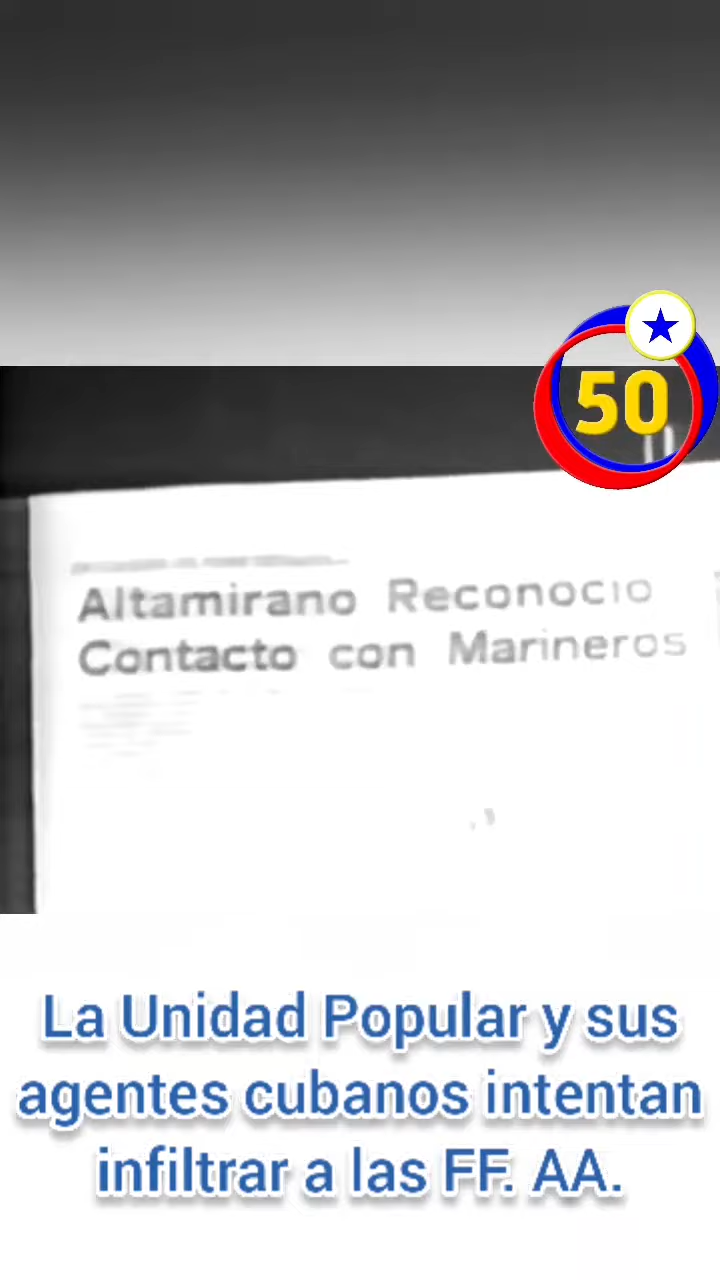 50
Altamirano Reconocio
Contacto con Marineros
La Unidad Popular y sus
agentes cubanos intentan
infiltrar a las FF. AA.